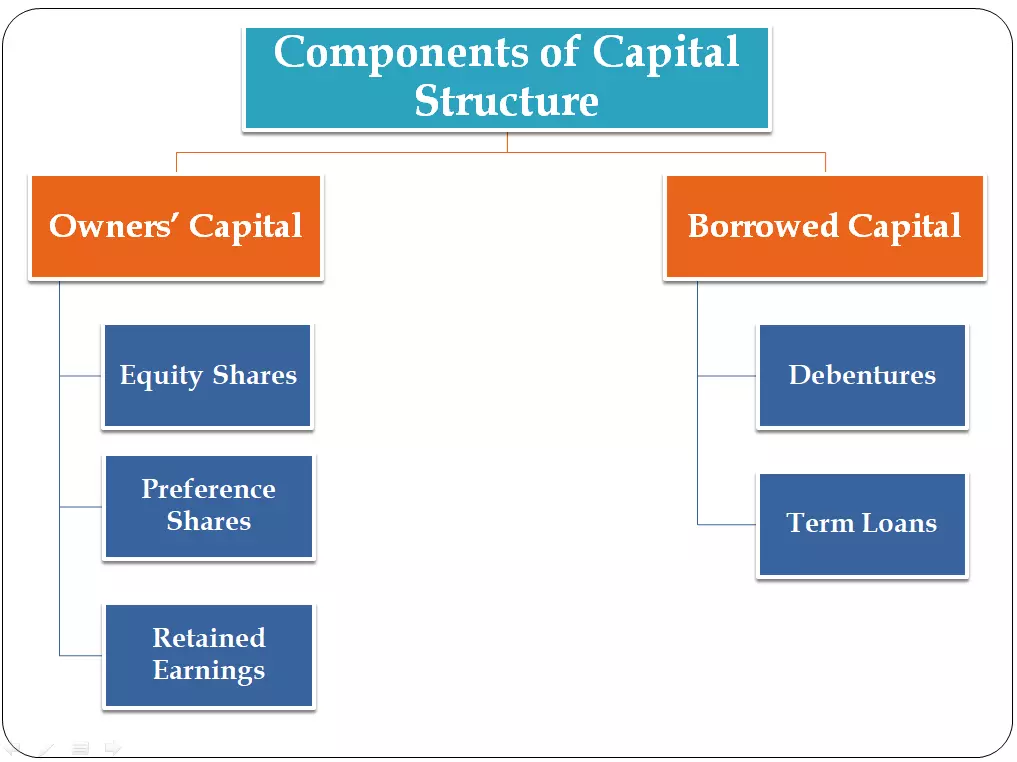 Components of Capital
Structure
Owners’ Capital
Borrowed Capital
Equity Shares
Debentures
Preference
Shares
Term Loans
Retained
Earnings